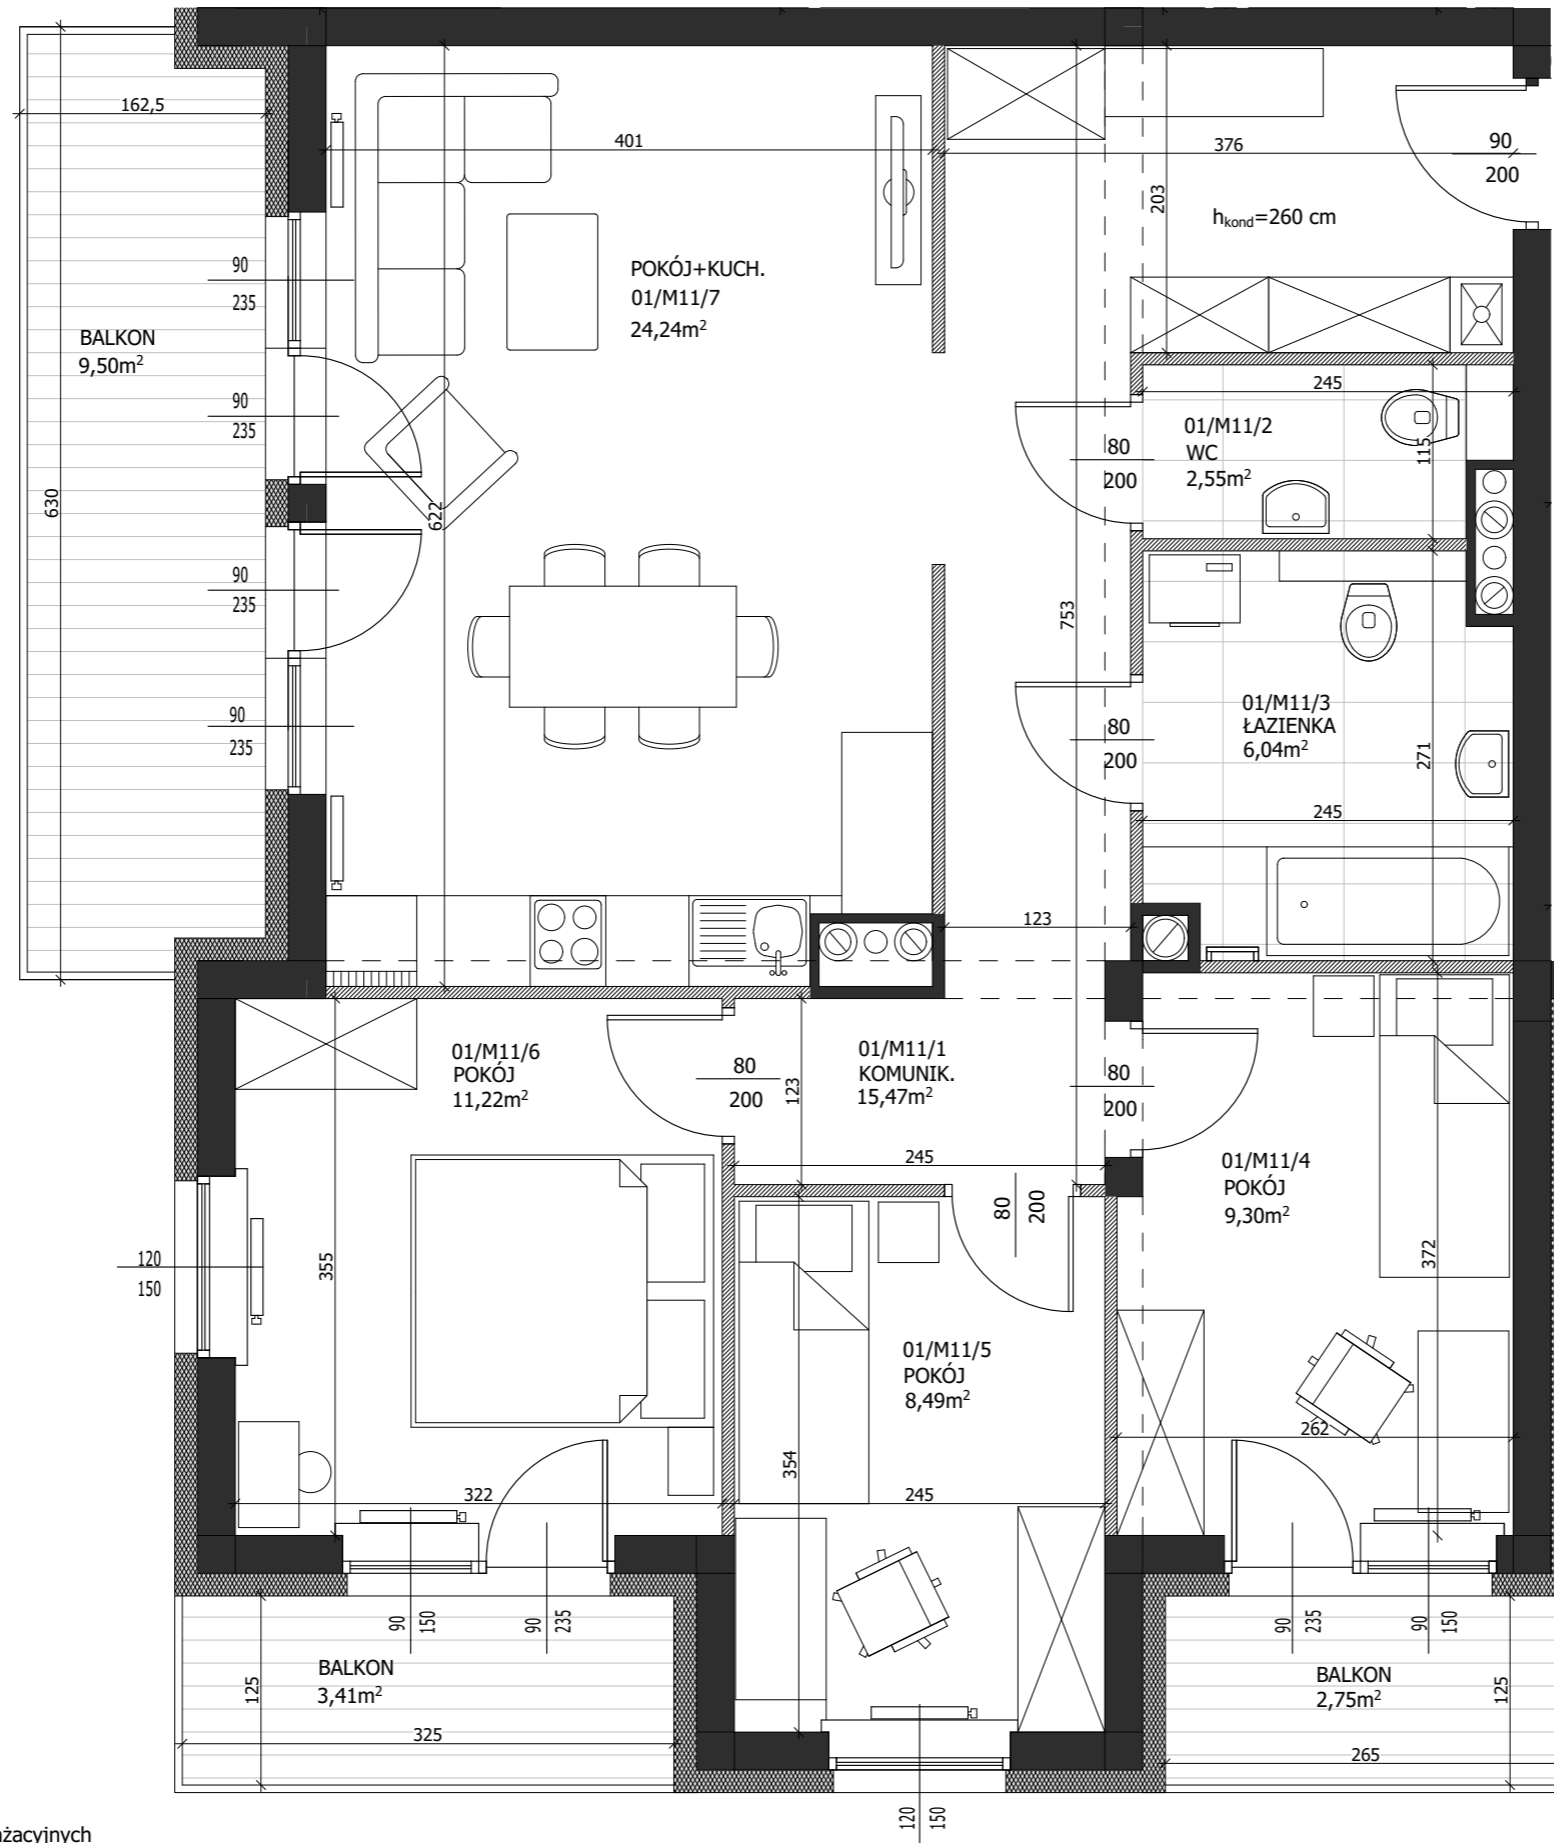 162,5
401
376
90
200
203
h_kond=260 cm
POKÓJ+KUCH.
01/M11/7
24,24m²
90
235
BALKON
9,50m²
90
235
245
01/M11/2
WC
2,55m²
115
80
200
630
622
90
235
753
01/M11/3
ŁAZIENKA
6,04m²
271
80
200
90
235
245
123
01/M11/6
POKÓJ
11,22m²
80
200
123
01/M11/1
KOMUNIK.
15,47m²
80
200
245
01/M11/4
POKÓJ
9,30m²
80
200
372
355
120
150
01/M11/5
POKÓJ
8,49m²
262
354
322
245
90
150
90
235
90
235
90
150
BALKON
3,41m²
125
325
BALKON
2,75m²
125
265
120
150
ażacyjnych